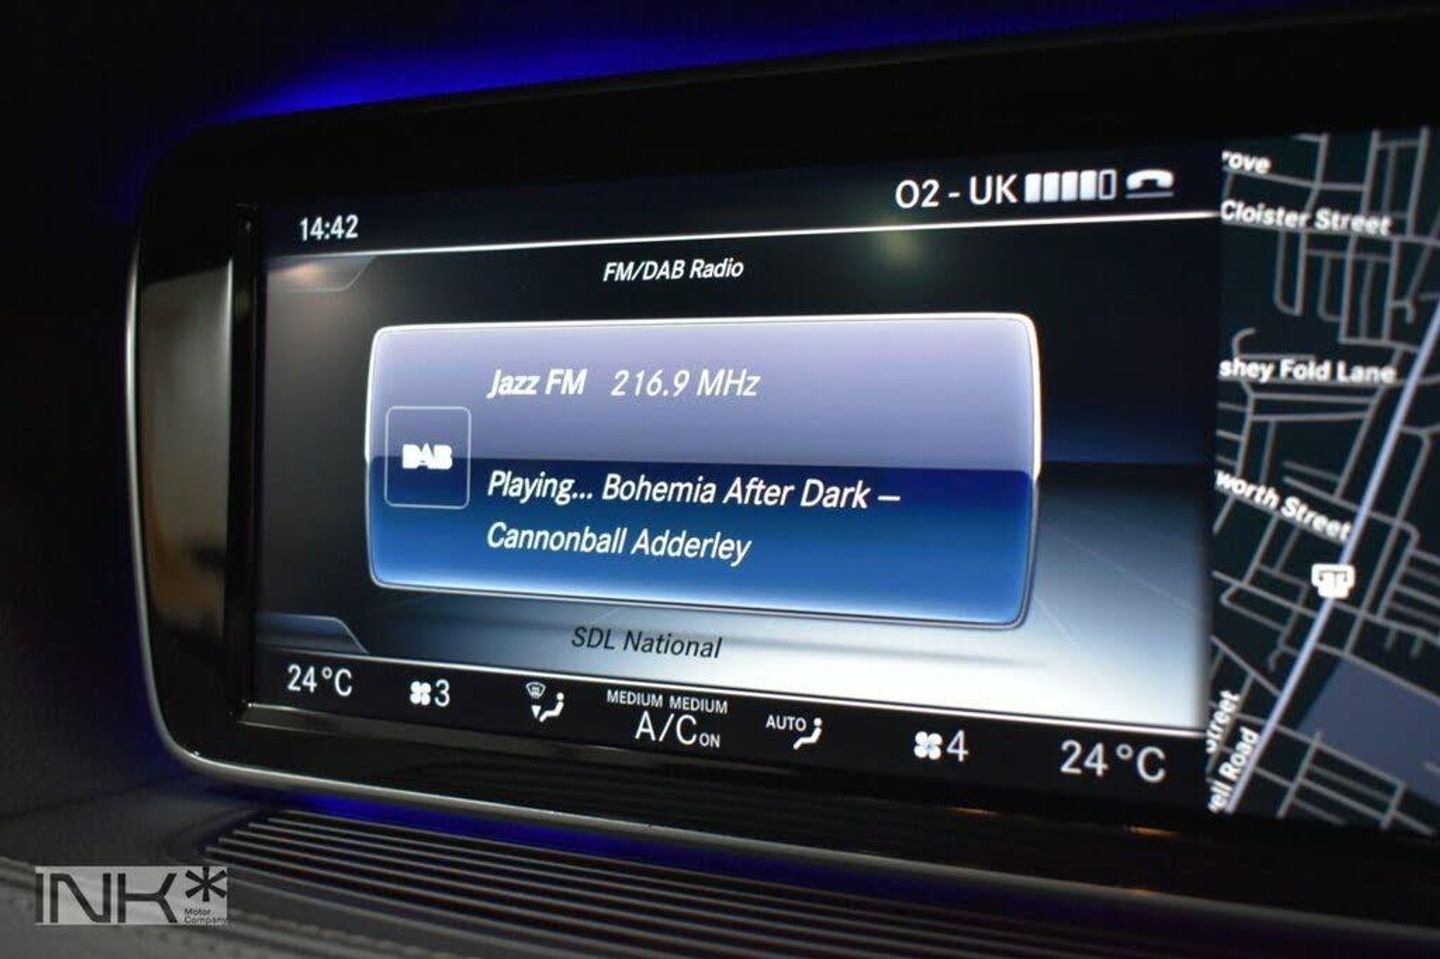 14:42
O2 - UK
FM/DAB Radio
Jazz FM 216.9 MHz
DAB
Playing... Bohemia After Dark –
Cannonball Adderley
SDL National
24°C
3
MEDIUM MEDIUM
A/C ON
AUTO
4
24°C
rove
Cloister Street
shey Fold Lane
worth Street
Street
ell Road
INK*
Motor
Company